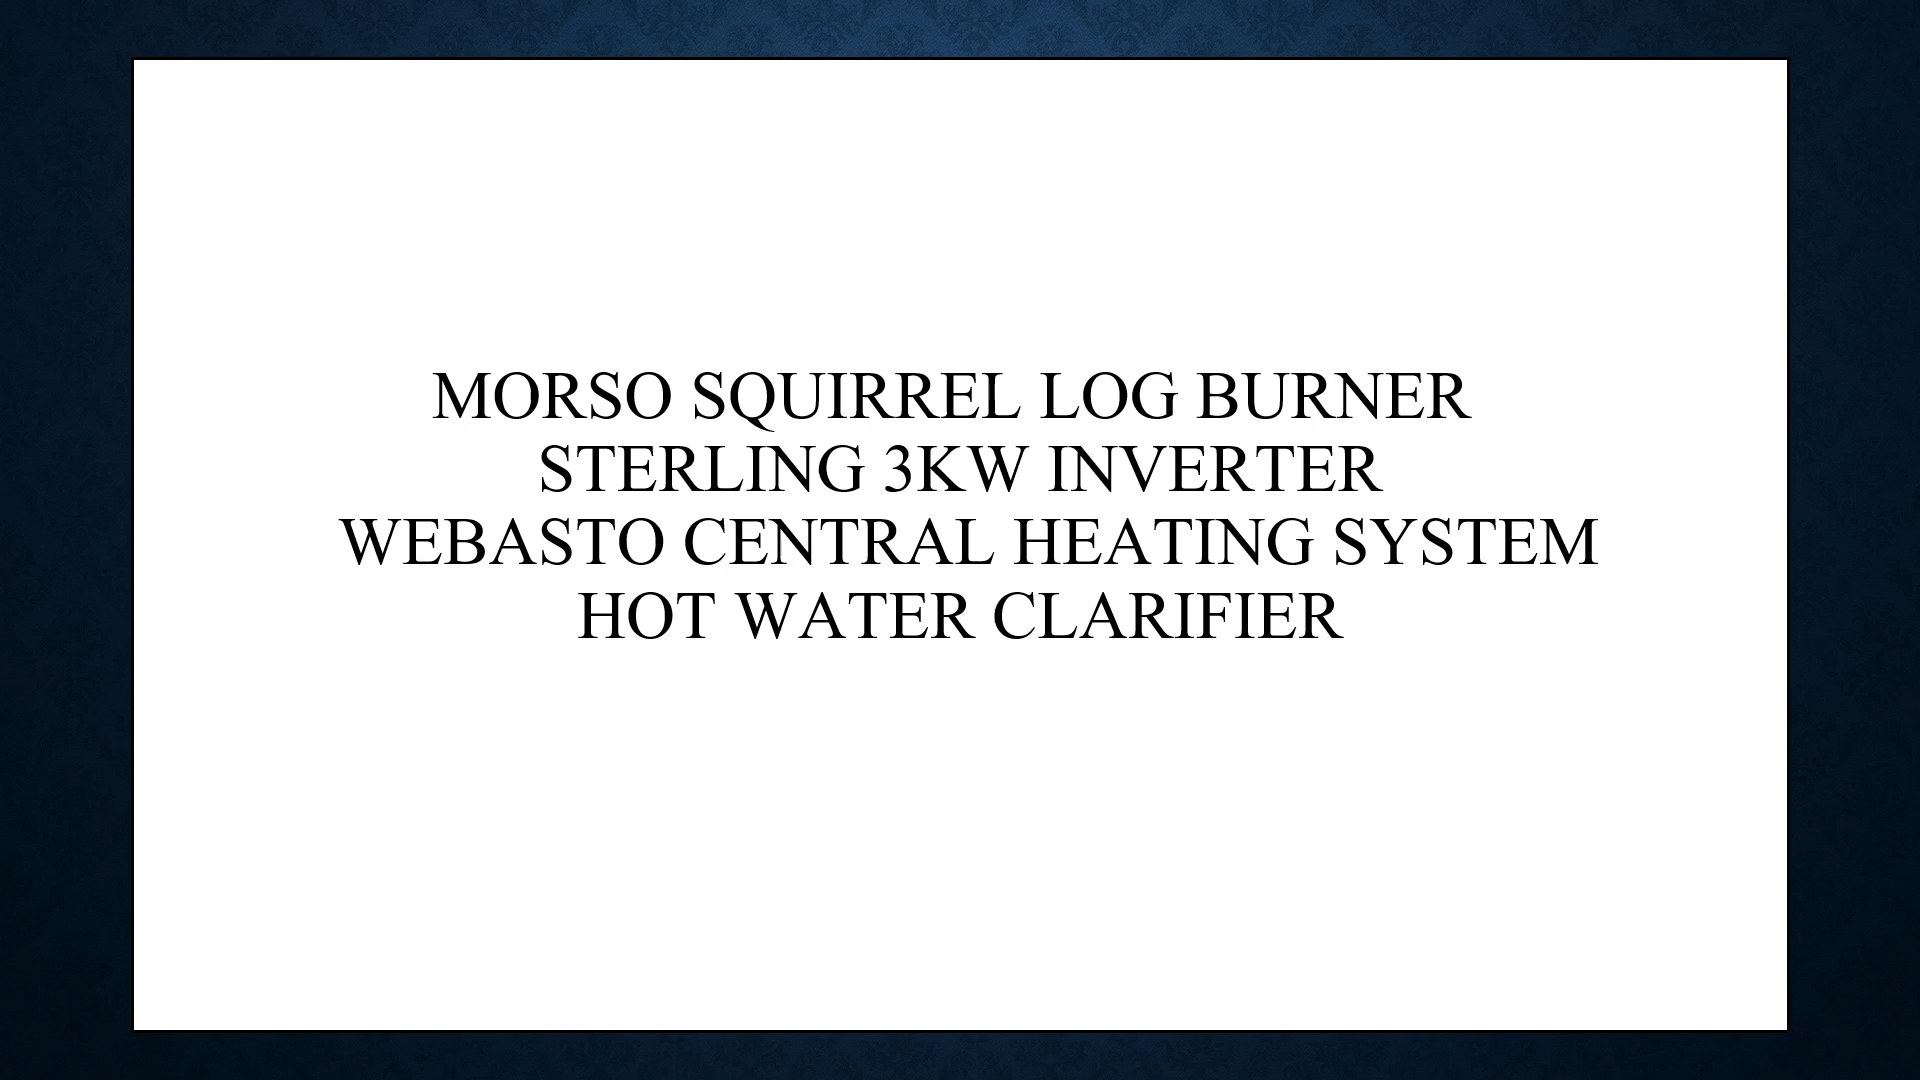 MORSO SQUIRREL LOG BURNER
STERLING 3KW INVERTER
WEBASTO CENTRAL HEATING SYSTEM
HOT WATER CLARIFIER